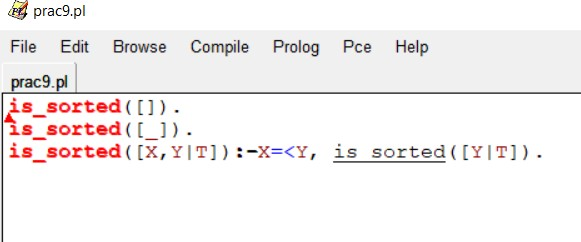 prac9.pl
File Edit Browse Compile Prolog Pce Help
prac9.pl
is_sorted([]).
is_sorted([_]).
is_sorted([X,Y|T]):-X=<Y, is_sorted([Y|T]).